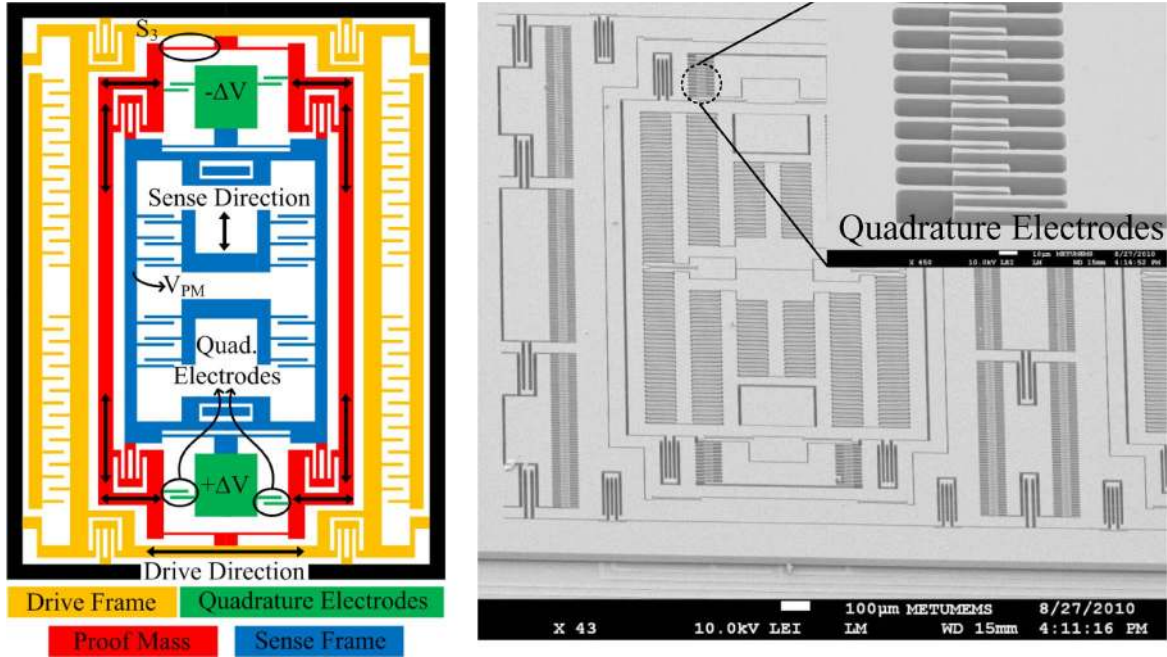 S3
-ΔV
Sense Direction
VPM
Quad.
Electrodes
+ΔV
Drive Direction
Drive Frame
Quadrature Electrodes
Proof Mass
Sense Frame
Quadrature Electrodes
10μm METUMEMS 8/27/2010
X 450 10.0kV LEI LM WD 15mm 4:14:52 PM
100μm METUMEMS 8/27/2010
X 43 10.0kV LEI LM WD 15mm 4:11:16 PM